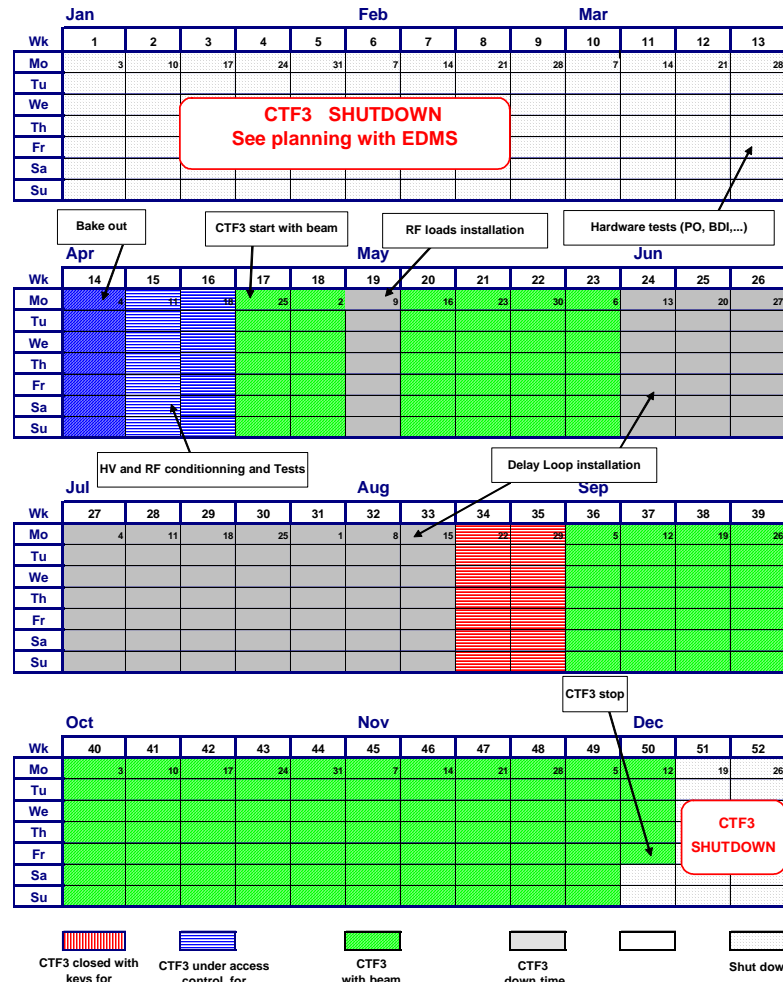 Jan Feb Mar
Wk 1 2 3 4 5 6 7 8 9 10 11 12 13
Mo 3 10 17 24 31 7 14 21 28 7 14 21 28
Tu
We
Th
Fr
Sa
Su
CTF3 SHUTDOWN
See planning with EDMS
Bake out
CTF3 start with beam
RF loads installation
Hardware tests (PO, BDI,...)
Apr May Jun
Wk 14 15 16 17 18 19 20 21 22 23 24 25 26
Mo 4 11 18 25 2 9 16 23 30 6 13 20 27
Tu
We
Th
Fr
Sa
Su
HV and RF conditionning and Tests
Delay Loop installation
Jul Aug Sep
Wk 27 28 29 30 31 32 33 34 35 36 37 38 39
Mo 4 11 18 25 1 8 15 22 29 5 12 19 26
Tu
We
Th
Fr
Sa
Su
CTF3 stop
Oct Nov Dec
Wk 40 41 42 43 44 45 46 47 48 49 50 51 52
Mo 3 10 17 24 31 7 14 21 28 5 12 19 26
Tu
We
Th
Fr
Sa
Su
CTF3
SHUTDOWN
CTF3 closed with CTF3 under access CTF3 CTF3 Shut dow
keys for control, for with beam down time